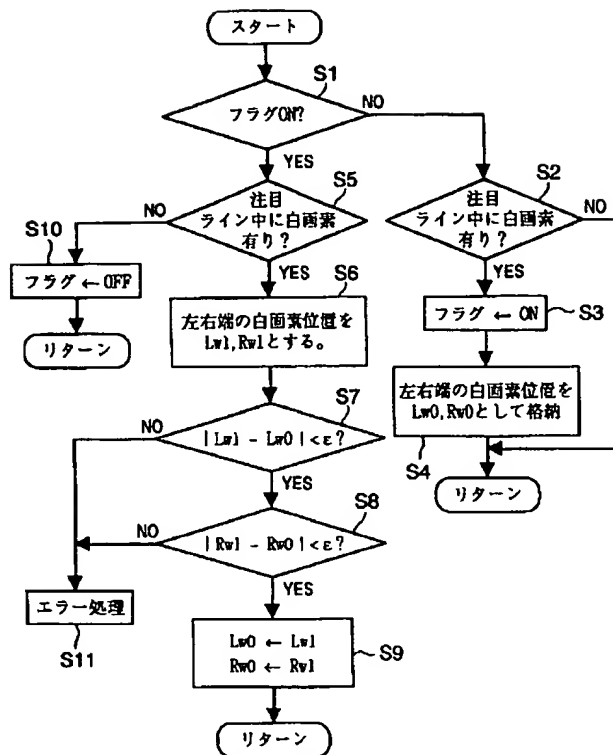 スタート
S1
フラグON?
NO
YES
S5
注目
ライン中に白画素
有り?
NO
YES
S2
注目
ライン中に白画素
有り?
NO
YES
S10
フラグ ← OFF
リターン
S6
左右端の白画素位置を
Lw1,Rw1とする。
フラグ ← ON
S3
左右端の白画素位置を
Lw0,Rw0として格納
S4
リターン
S7
| Lw1 - Lw0 | <ε?
NO
YES
S8
| Rw1 - Rw0 | <ε?
NO
YES
エラー処理
S11
Lw0 ← Lw1
Rw0 ← Rw1
S9
リターン